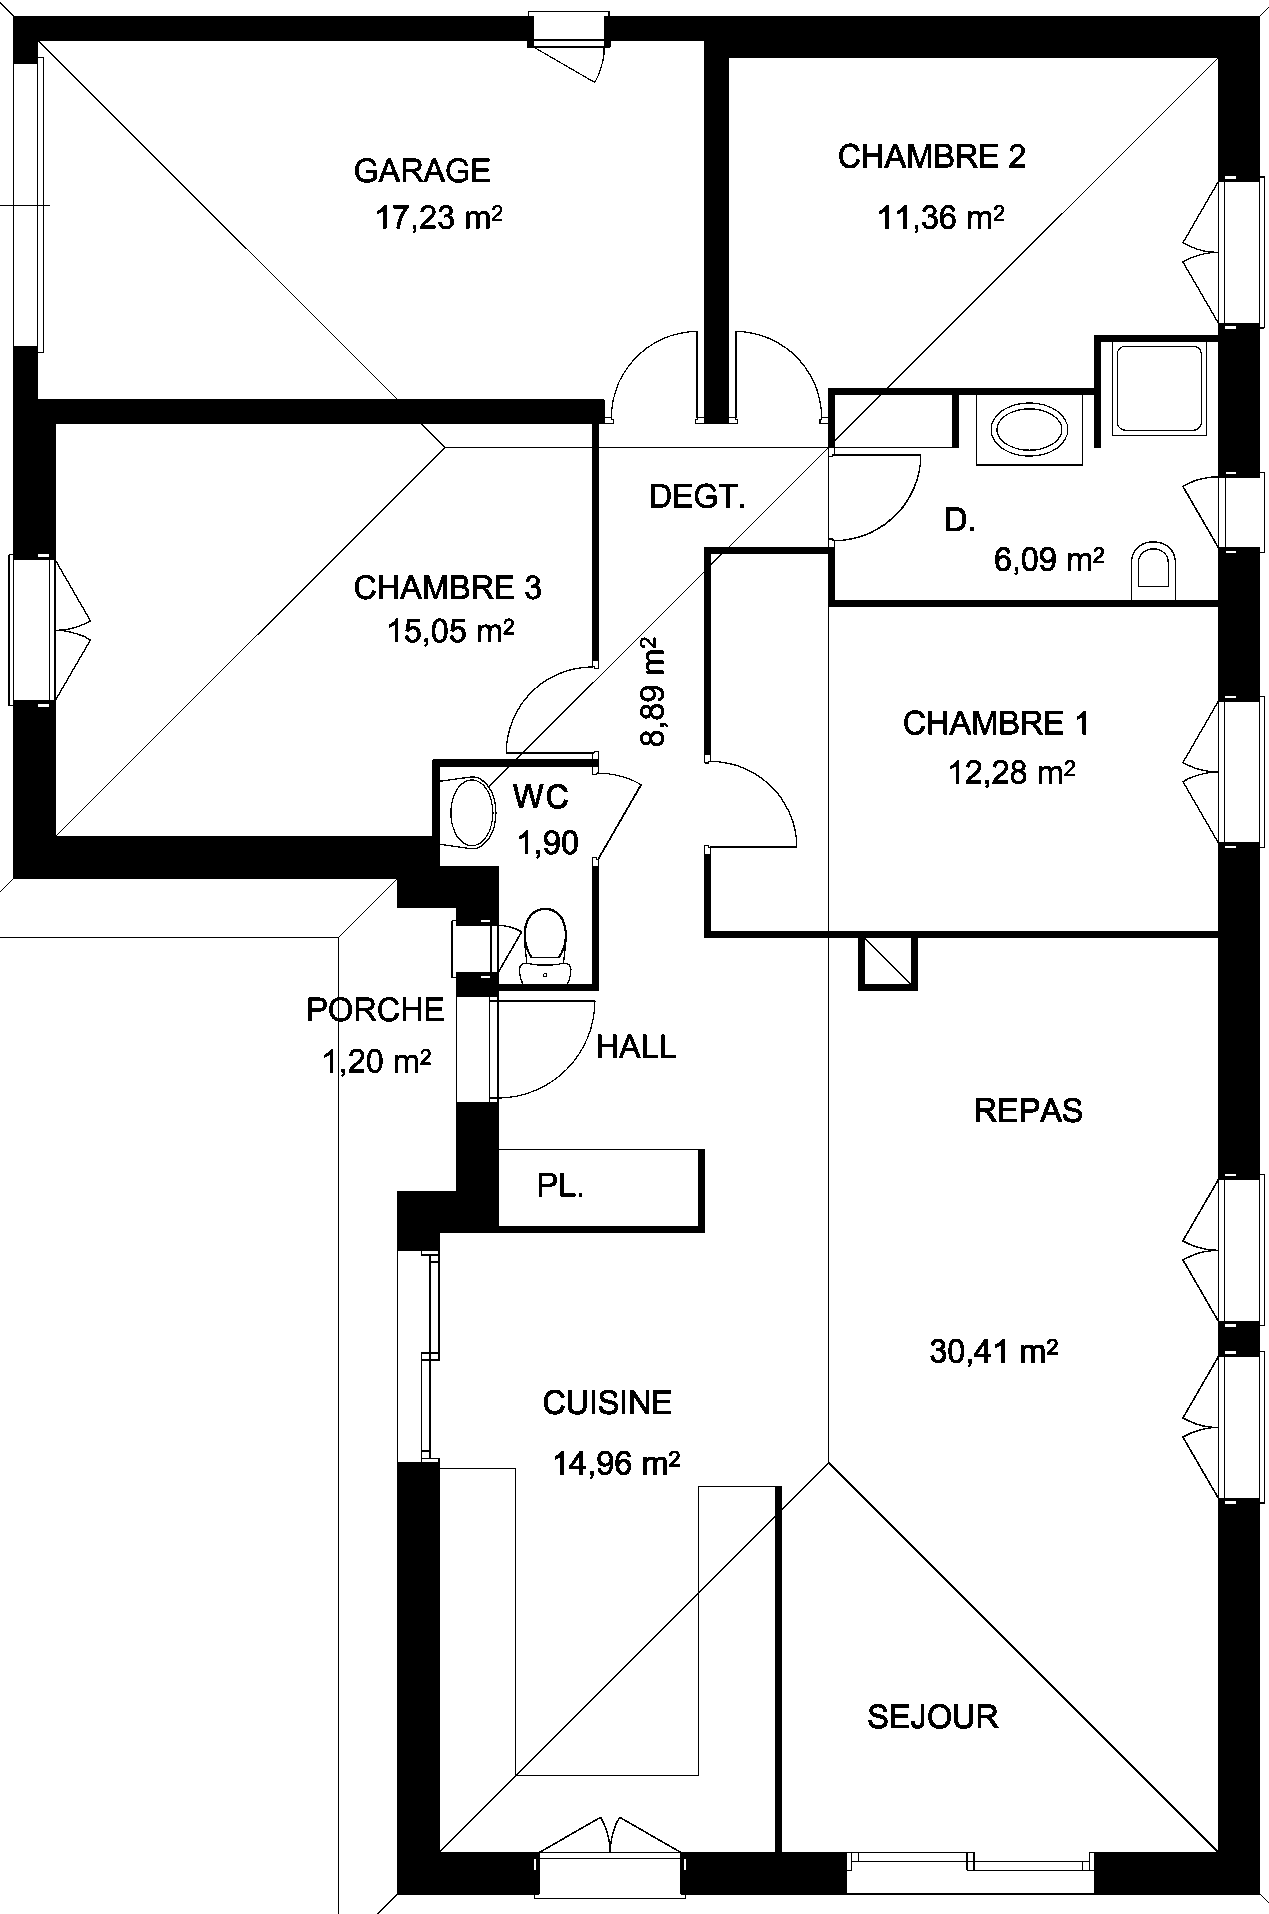 GARAGE
17,23 m²
CHAMBRE 2
11,36 m²
DEGT.
D.
6,09 m²
CHAMBRE 3
15,05 m²
8,89 m²
CHAMBRE 1
12,28 m²
WC
1,90
PORCHE
1,20 m²
HALL
REPAS
PL.
30,41 m²
CUISINE
14,96 m²
SEJOUR